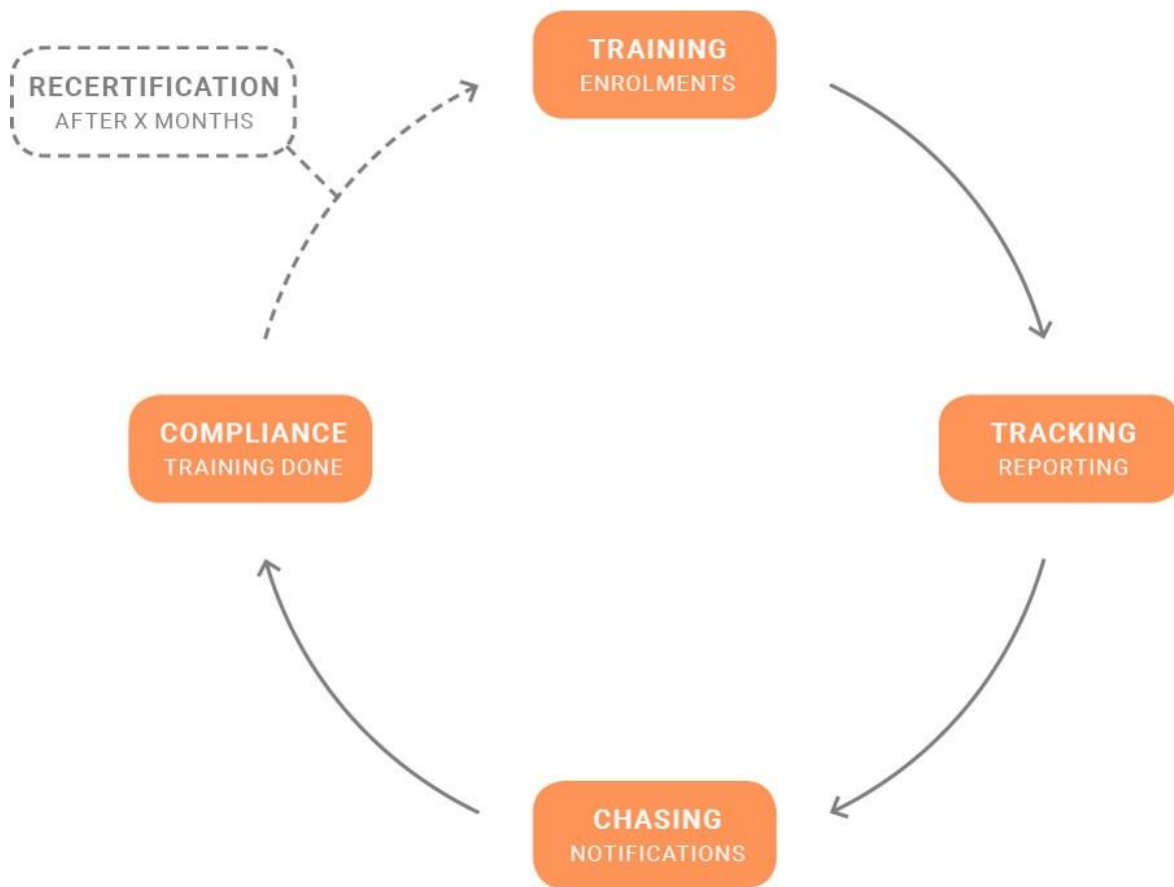 TRAINING
ENROLMENTS
RECERTIFICATION
AFTER X MONTHS
COMPLIANCE
TRAINING DONE
TRACKING
REPORTING
CHASING
NOTIFICATIONS